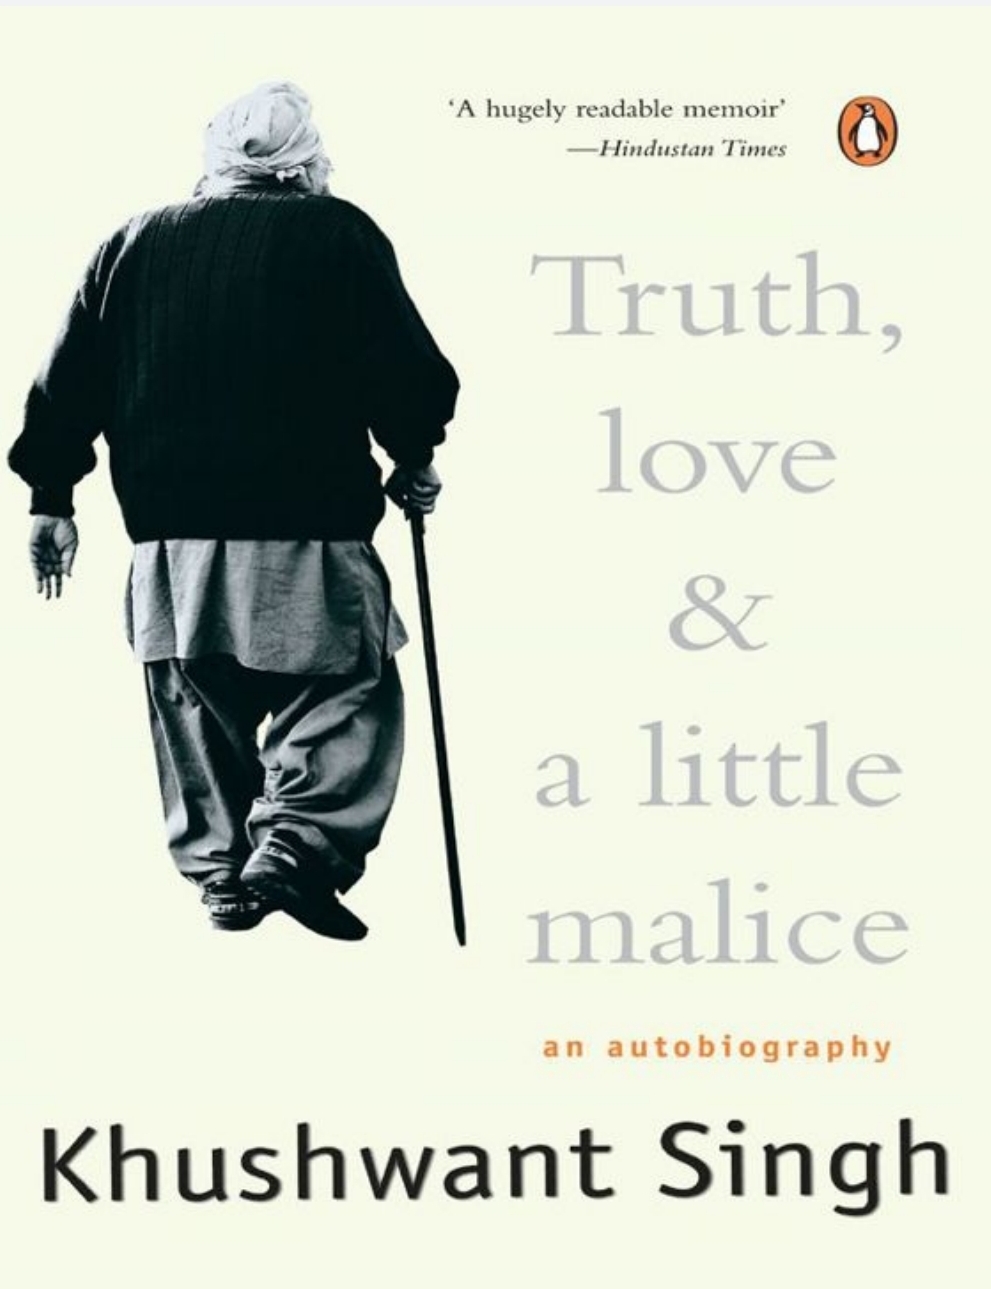 ‘A hugely readable memoir’
—Hindustan Times
Truth,
love
&
a little
malice
an autobiography
Khushwant Singh